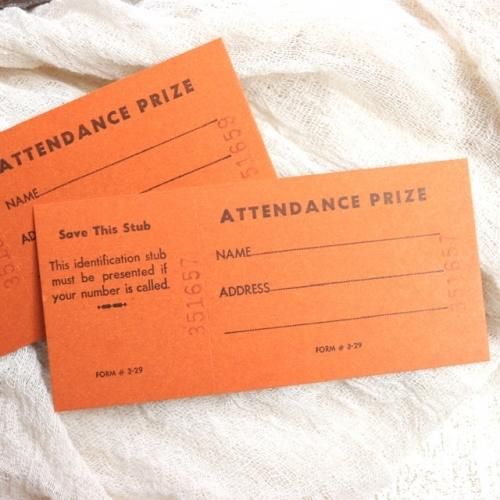 ATTENDANCE PRIZE
NAME
351659
Save This Stub
This identification stub
must be presented if
your number is called.
FORM # 3-29
351657
ATTENDANCE PRIZE
NAME
ADDRESS
351657
FORM # 3-29